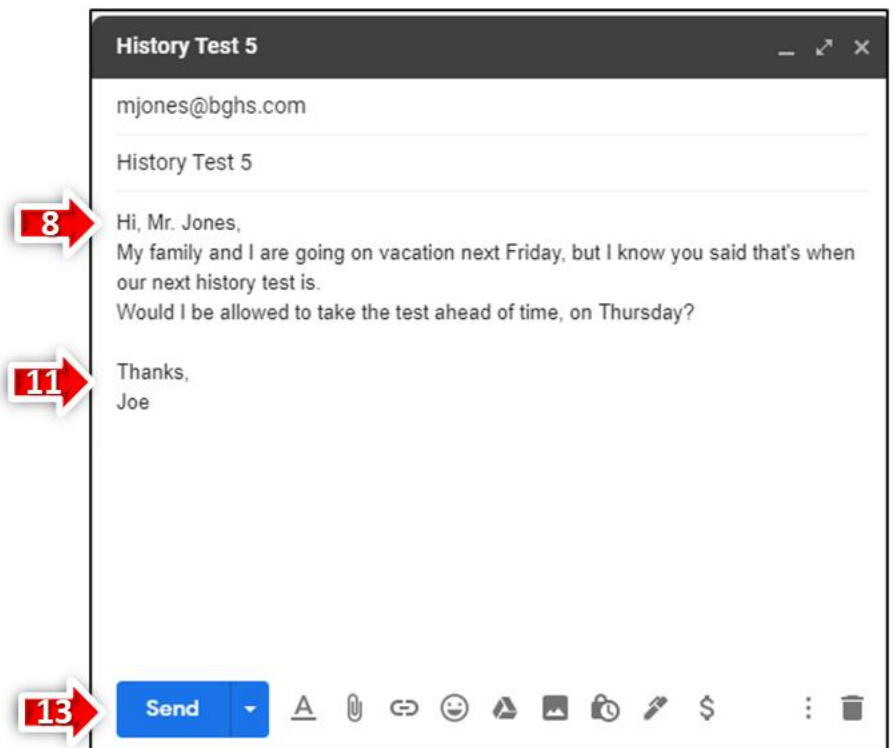 History Test 5
mjones@bghs.com
History Test 5
8
Hi, Mr. Jones,
My family and I are going on vacation next Friday, but I know you said that's when
our next history test is.
Would I be allowed to take the test ahead of time, on Thursday?
11
Thanks,
Joe
13
Send